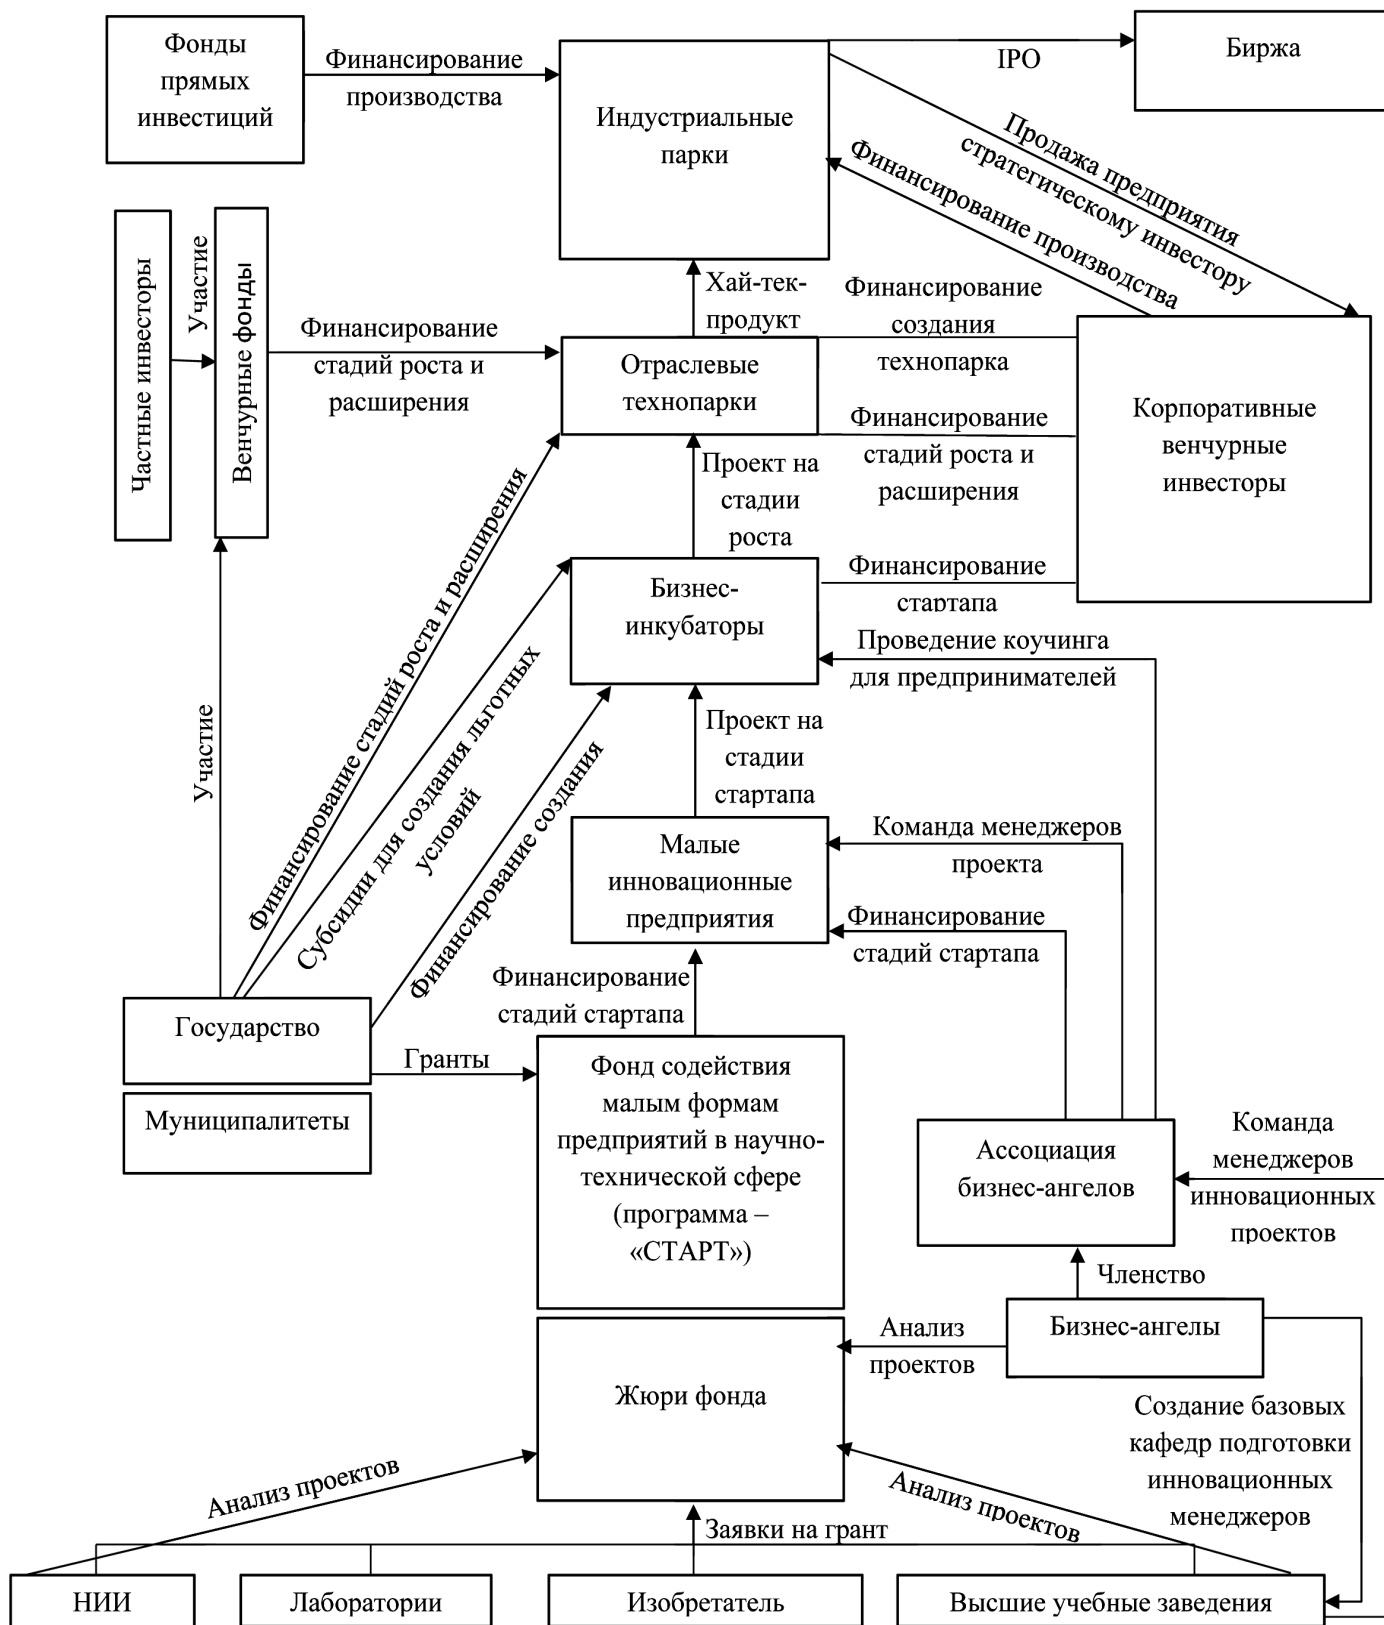 Фонды
прямых
инвестиций
Финансирование
производства
Индустриальные
парки
IPO
Биржа
Продажа предприятия
стратегическому инвестору
Финансирование производства
Частные инвесторы
Участие
Венчурные фонды
Финансирование
стадий роста и
расширения
Хай-тек-
продукт
Финансирование
создания
технопарка
Отраслевые
технопарки
Финансирование
стадий роста и
расширения
Корпоративные
венчурные
инвесторы
Проект на
стадии
роста
Финансирование
стартапа
Бизнес-
инкубаторы
Проведение коучинга
для предпринимателей
Участие
Финансирование стадий роста и расширения
Субсидии для создания льготных
условий
Финансирование создания
Проект на
стадии
стартапа
Малые
инновационные
предприятия
Команда менеджеров
проекта
Финансирование
стадий стартапа
Финансирование
стадий стартапа
Государство
Гранты
Муниципалитеты
Фонд содействия
малым формам
предприятий в научно-
технической сфере
(программа –
«СТАРТ»)
Ассоциация
бизнес-ангелов
Команда
менеджеров
инновационных
проектов
Членство
Бизнес-ангелы
Анализ
проектов
Жюри фонда
Создание базовых
кафедр подготовки
инновационных
менеджеров
Анализ проектов
Анализ проектов
Заявки на грант
НИИ
Лаборатории
Изобретатель
Высшие учебные заведения